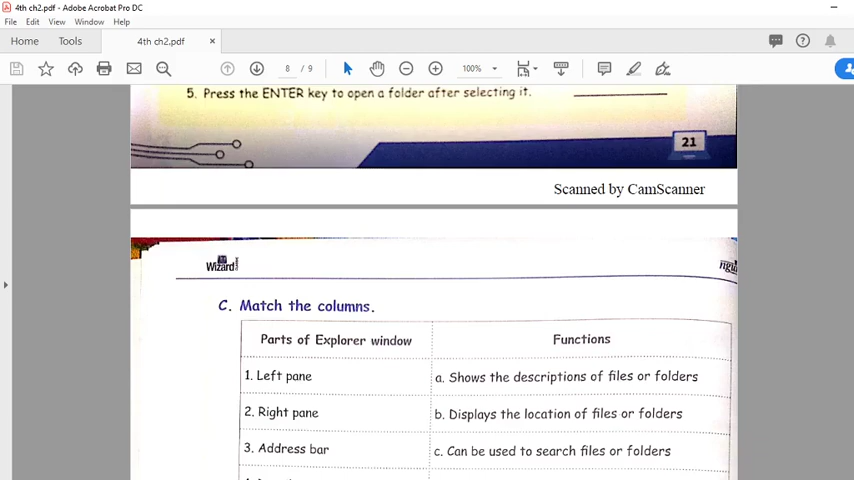 4th ch2.pdf - Adobe Acrobat Pro DC
File Edit View Window Help
Home Tools 4th ch2.pdf ×
8 / 9 100%
5. Press the ENTER key to open a folder after selecting it.
21
Scanned by CamScanner
Wizard
C. Match the columns.
Parts of Explorer window Functions
1. Left pane a. Shows the descriptions of files or folders
2. Right pane b. Displays the location of files or folders
3. Address bar c. Can be used to search files or folders